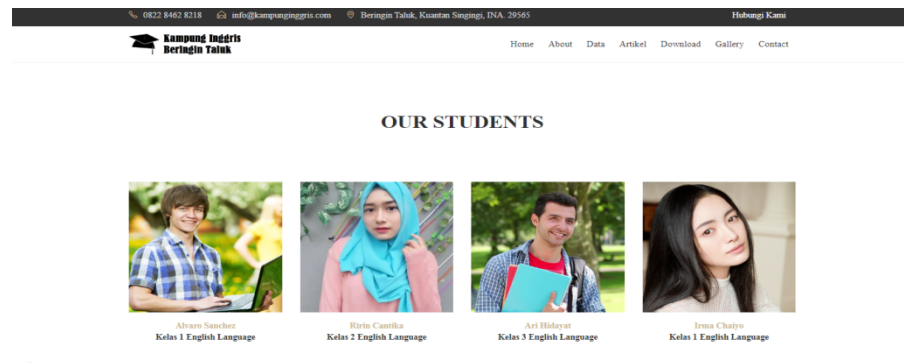 0822 8462 8218 info@kampunginggris.com Beringin Taluk, Kuantan Singingi, INA. 29565 Hubungi Kami
Kampung Inggris
Beringin Taluk
Home About Data Artikel Download Gallery Contact
OUR STUDENTS
Alvaro Sanchez Ririn Cantika Ari Hidayat Irma Chaiyo
Kelas 1 English Language Kelas 2 English Language Kelas 3 English Language Kelas 1 English Language